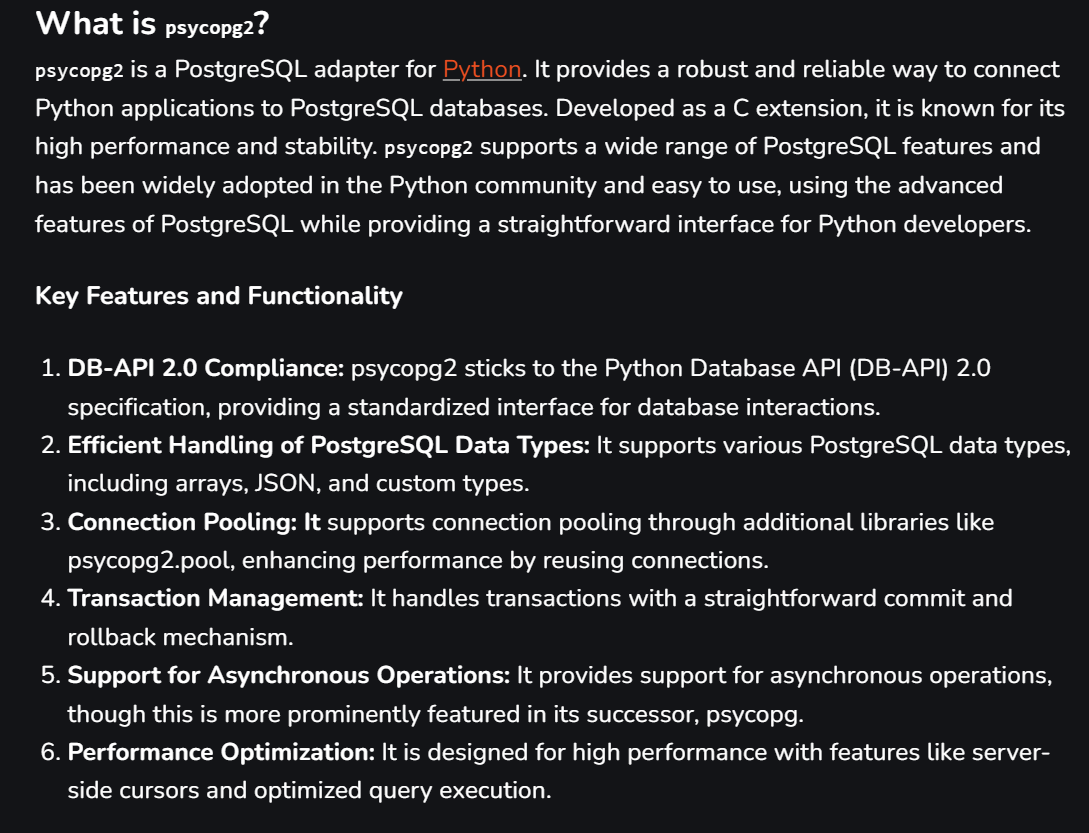 What is psycopg2?
psycopg2 is a PostgreSQL adapter for Python. It provides a robust and reliable way to connect
Python applications to PostgreSQL databases. Developed as a C extension, it is known for its
high performance and stability. psycopg2 supports a wide range of PostgreSQL features and
has been widely adopted in the Python community and easy to use, using the advanced
features of PostgreSQL while providing a straightforward interface for Python developers.
Key Features and Functionality
1. DB-API 2.0 Compliance: psycopg2 sticks to the Python Database API (DB-API) 2.0
specification, providing a standardized interface for database interactions.
2. Efficient Handling of PostgreSQL Data Types: It supports various PostgreSQL data types,
including arrays, JSON, and custom types.
3. Connection Pooling: It supports connection pooling through additional libraries like
psycopg2.pool, enhancing performance by reusing connections.
4. Transaction Management: It handles transactions with a straightforward commit and
rollback mechanism.
5. Support for Asynchronous Operations: It provides support for asynchronous operations,
though this is more prominently featured in its successor, psycopg.
6. Performance Optimization: It is designed for high performance with features like server-
side cursors and optimized query execution.